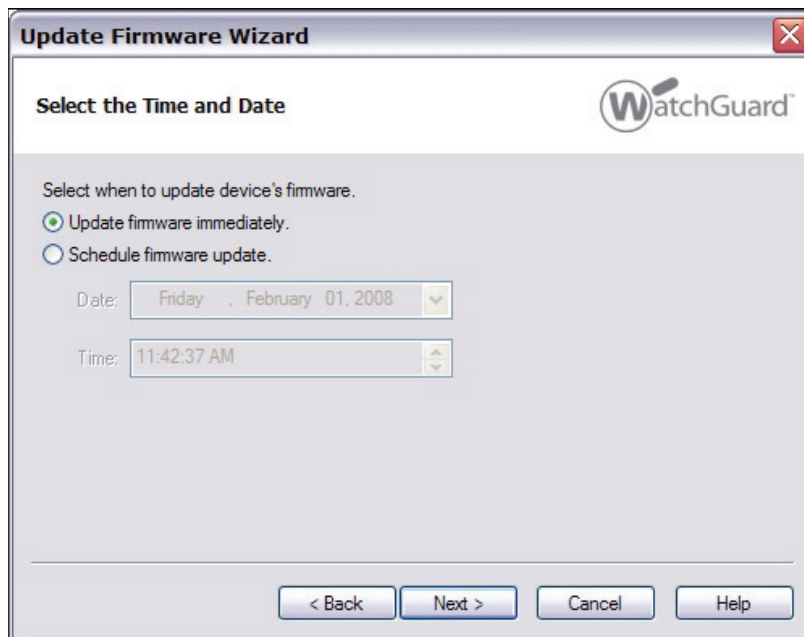 Update Firmware Wizard
Select the Time and Date
WatchGuard™
Select when to update device's firmware.
Update firmware immediately.
Schedule firmware update.
Date: Friday , February 01, 2008
Time: 11:42:37 AM
< Back Next > Cancel Help